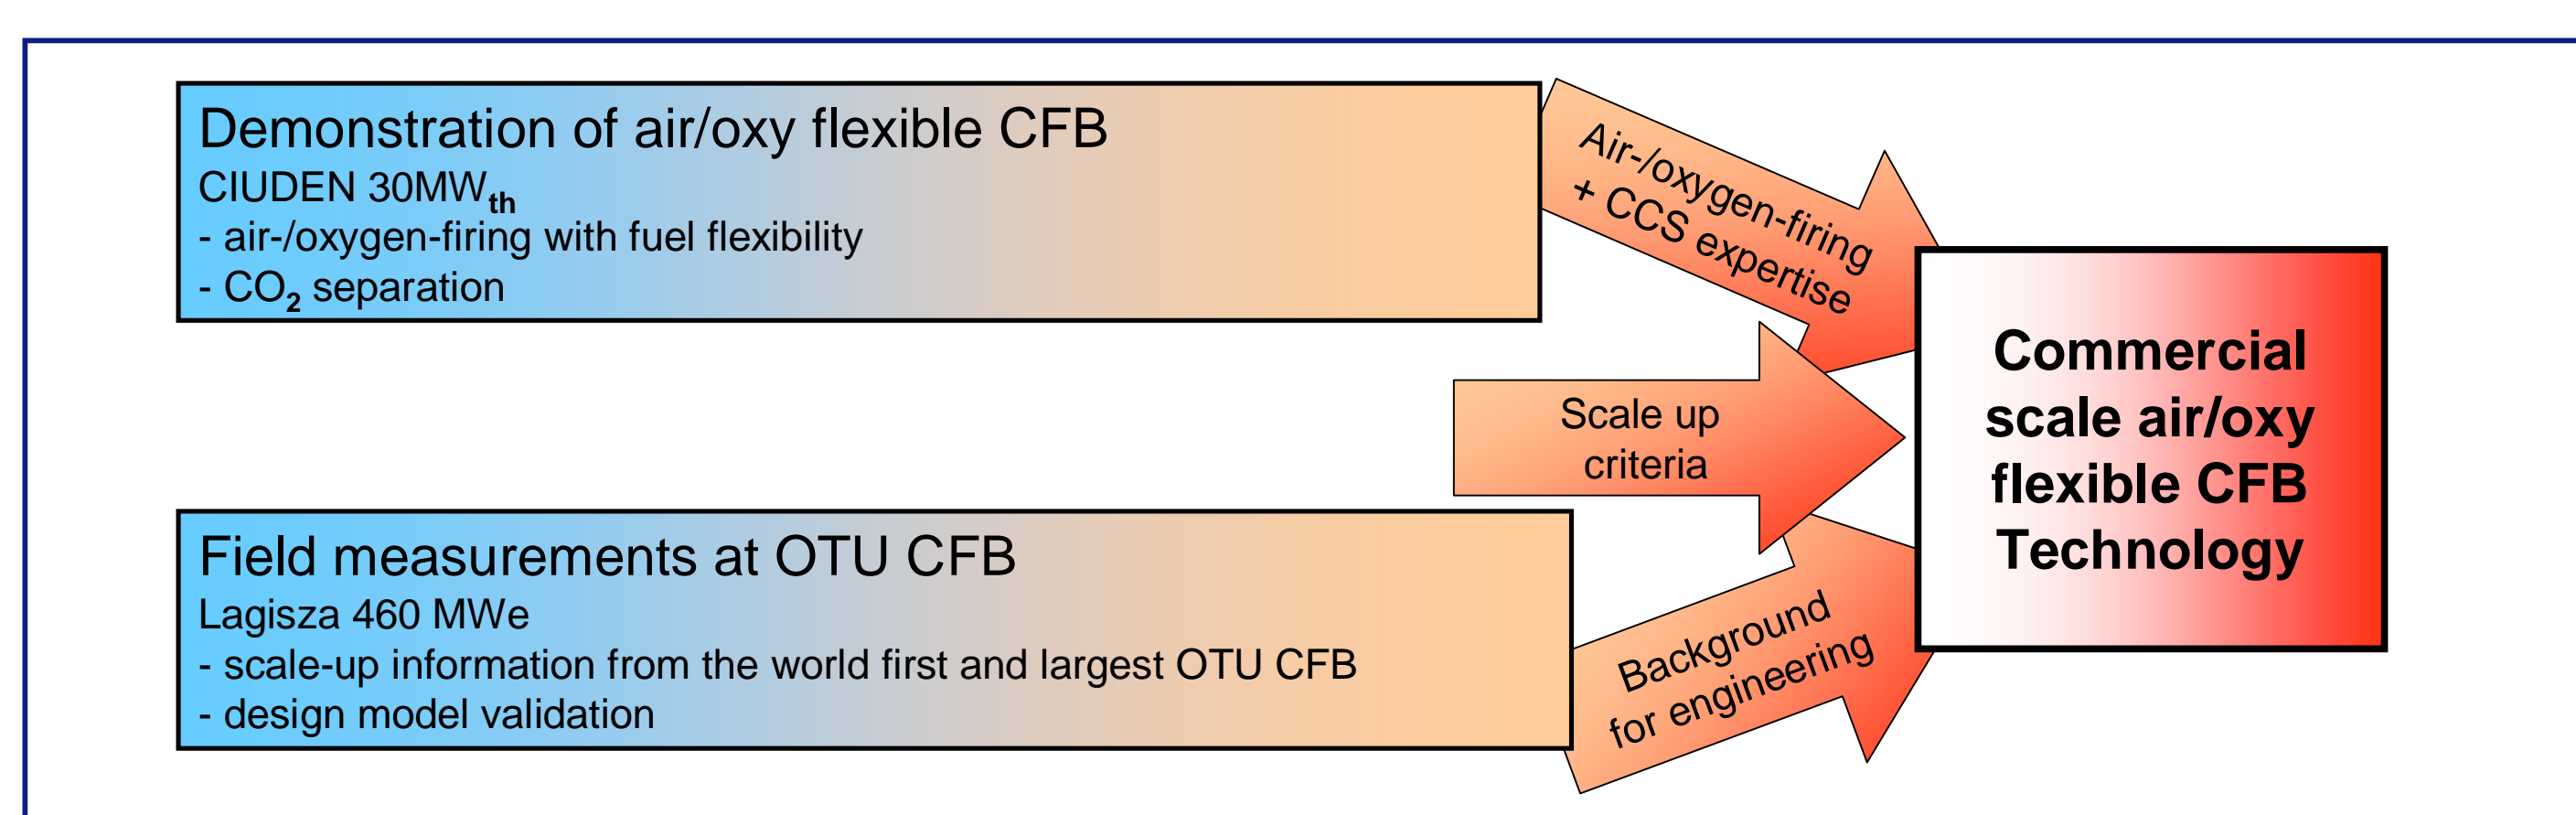 Demonstration of air/oxy flexible CFB
CIUDEN 30MWth
- air-/oxygen-firing with fuel flexibility
- CO2 separation
Air-/oxygen-firing
+ CCS expertise
Scale up
criteria
Commercial
scale air/oxy
flexible CFB
Technology
Field measurements at OTU CFB
Lagisza 460 MWe
- scale-up information from the world first and largest OTU CFB
- design model validation
Background
for engineering